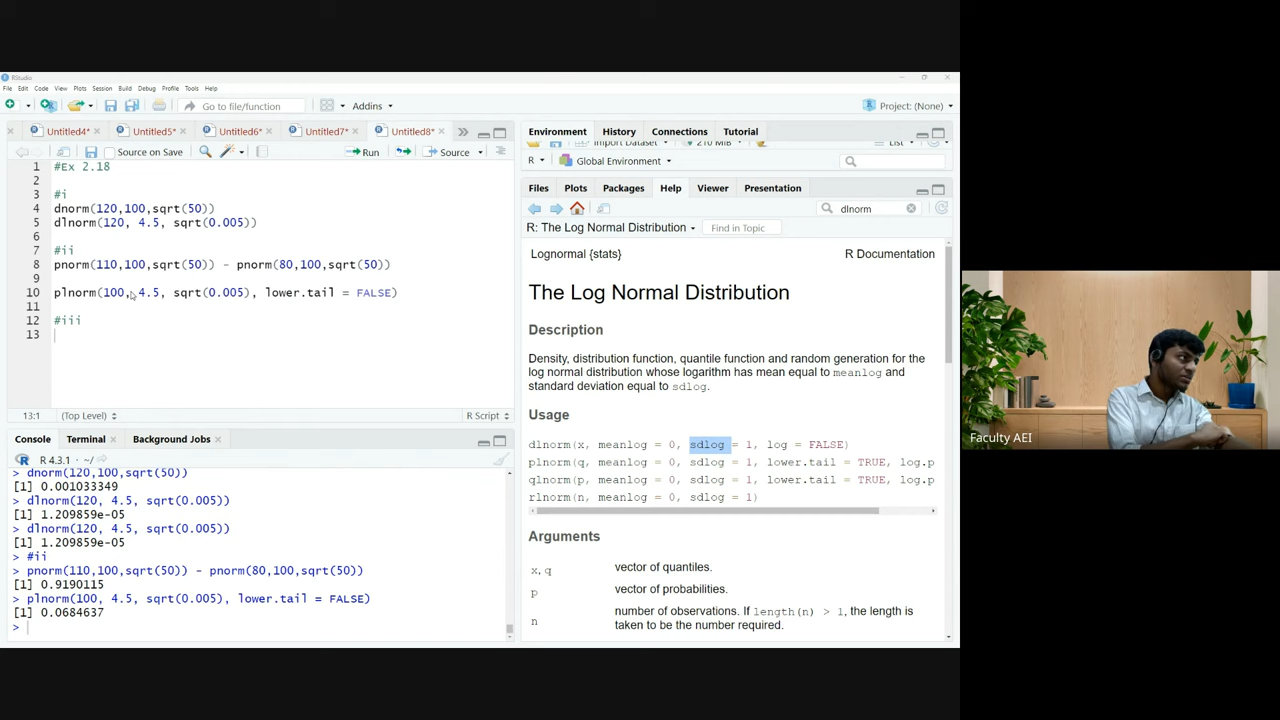 RStudio
File Edit Code View Plots Session Build Debug Profile Tools Help
Go to file/function Addins Project: (None)
Untitled4* Untitled5* Untitled6* Untitled7* Untitled8*
Source on Save Run Source
1 #Ex 2.18
2
3 #i
4 dnorm(120,100,sqrt(50))
5 dlnorm(120, 4.5, sqrt(0.005))
6
7 #ii
8 pnorm(110,100,sqrt(50)) - pnorm(80,100,sqrt(50))
9
10 plnorm(100, 4.5, sqrt(0.005), lower.tail = FALSE)
11
12 #iii
13
13:1 (Top Level) R Script
Console Terminal Background Jobs
R 4.3.1 · ~/
> dnorm(120,100,sqrt(50))
[1] 0.001033349
> dlnorm(120, 4.5, sqrt(0.005))
[1] 1.209859e-05
> dlnorm(120, 4.5, sqrt(0.005))
[1] 1.209859e-05
> #ii
> pnorm(110,100,sqrt(50)) - pnorm(80,100,sqrt(50))
[1] 0.9190115
> plnorm(100, 4.5, sqrt(0.005), lower.tail = FALSE)
[1] 0.0684637
>
Environment History Connections Tutorial
Import Dataset 210 MiB List
R Global Environment
Files Plots Packages Help Viewer Presentation
dlnorm
R: The Log Normal Distribution Find in Topic
Lognormal {stats} R Documentation
The Log Normal Distribution
Description
Density, distribution function, quantile function and random generation for the
log normal distribution whose logarithm has mean equal to meanlog and
standard deviation equal to sdlog.
Usage
dlnorm(x, meanlog = 0, sdlog = 1, log = FALSE)
plnorm(q, meanlog = 0, sdlog = 1, lower.tail = TRUE, log.p
qlnorm(p, meanlog = 0, sdlog = 1, lower.tail = TRUE, log.p
rlnorm(n, meanlog = 0, sdlog = 1)
Arguments
x, q vector of quantiles.
p vector of probabilities.
n number of observations. If length(n) > 1, the length is
taken to be the number required.
Faculty AEI